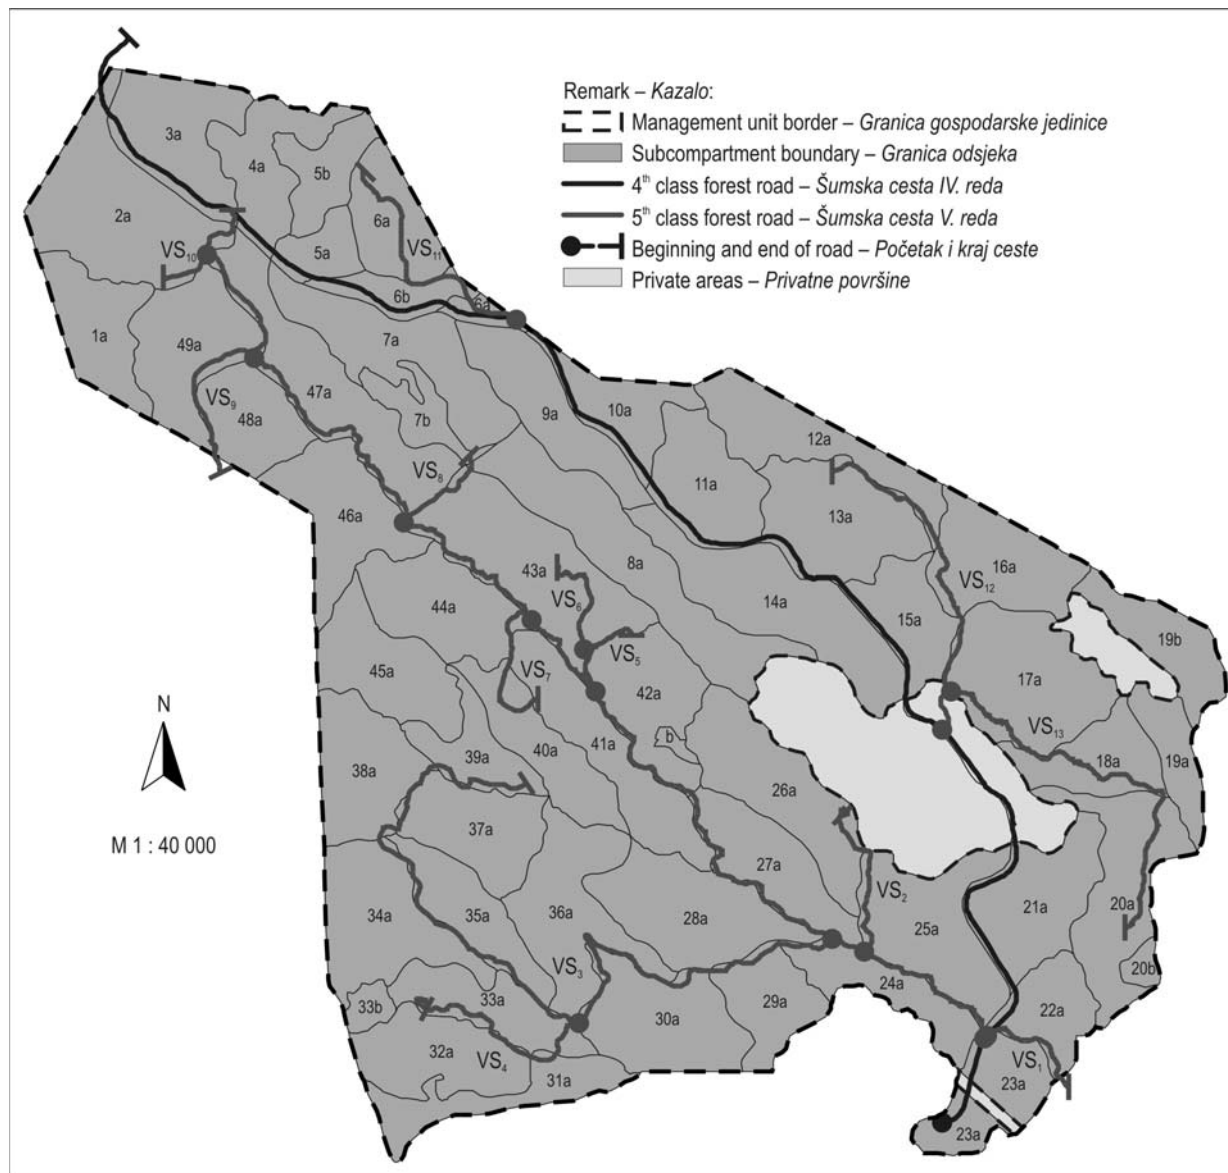 Remark – Kazalo:
Management unit border – Granica gospodarske jedinice
Subcompartment boundary – Granica odsjeka
4th class forest road – Šumska cesta IV. reda
5th class forest road – Šumska cesta V. reda
Beginning and end of road – Početak i kraj ceste
Private areas – Privatne površine
3a
4a
5b
2a
6a
VS10
5a
VS11
6b
6a
1a
49a
7a
47a
9a
10a
VS9
48a
7b
12a
VS8
11a
46a
13a
43a
8a
16a
VS12
44a
VS6
14a
15a
19b
VS5
45a
VS7
17a
42a
N
41a
b
VS13
40a
39a
38a
18a
19a
26a
37a
M 1 : 40 000
27a
VS2
34a
35a
36a
28a
25a
21a
20a
VS3
20b
33a
24a
33b
29a
22a
30a
32a
VS4
VS1
31a
23a
23a